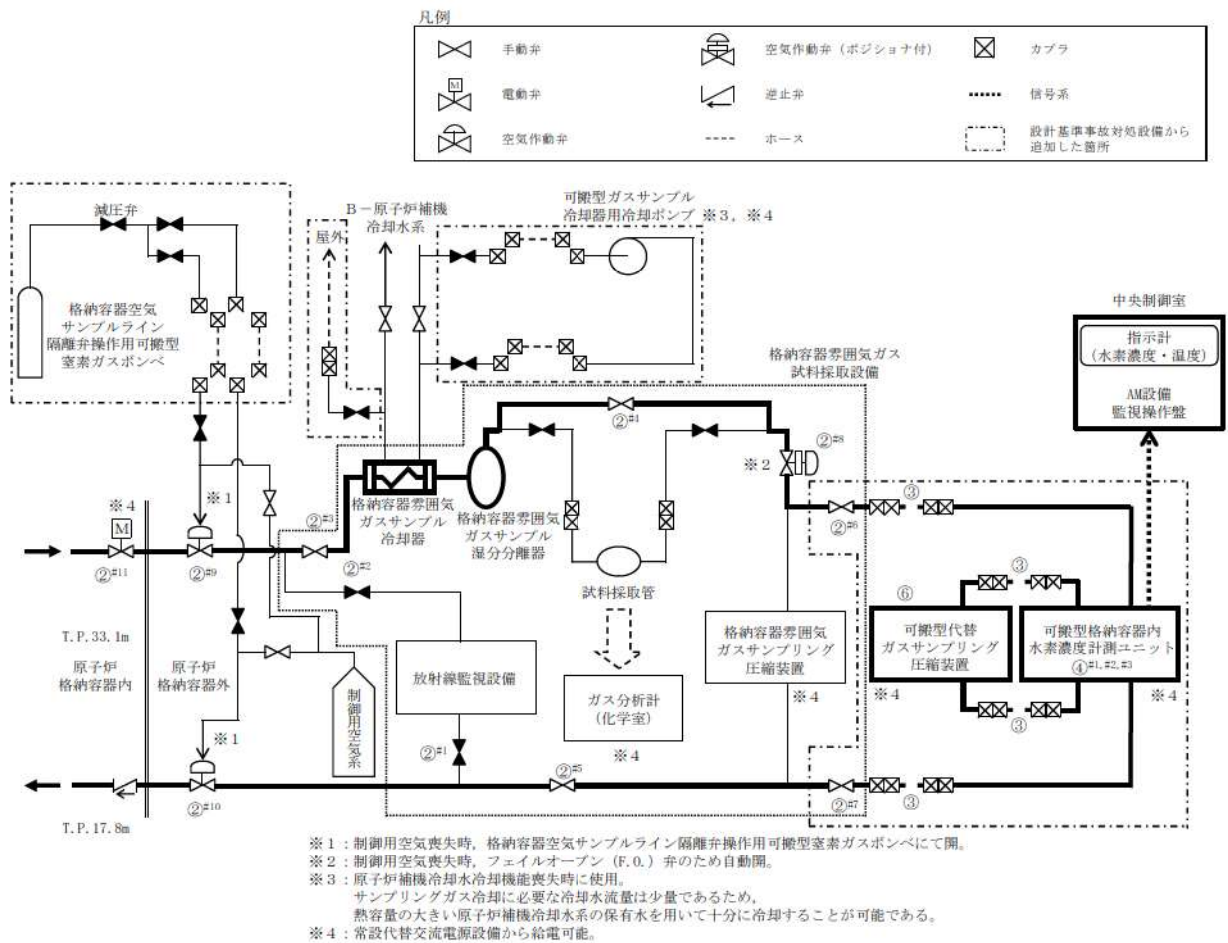 凡例
手動弁
空気作動弁（ポジショナ付）
カプラ
M
電動弁
逆止弁
信号系
空気作動弁
ホース
設計基準事故対処設備から
追加した箇所
減圧弁
格納容器空気
サンプルライン
隔離弁操作用可搬型
窒素ガスボンベ
屋外
B－原子炉補機
冷却水系
可搬型ガスサンプル
冷却器用冷却ポンプ ※３，※４
格納容器雰囲気ガス
試料採取設備
中央制御室
指示計
（水素濃度・温度）
AM設備
監視操作盤
②#4
②#8
※２
※１
※４
M
②#11
②#9
②#3
②#2
格納容器雰囲気
ガスサンプル
冷却器
格納容器雰囲気
ガスサンプル
湿分分離器
試料採取管
②#6
③
③
⑥
可搬型代替
ガスサンプリング
圧縮装置
※４
可搬型格納容器内
水素濃度計測ユニット
④#1,#2,#3
※４
③
格納容器雰囲気
ガスサンプリング
圧縮装置
※４
T.P.33.1m
原子炉
格納容器内
原子炉
格納容器外
放射線監視設備
ガス分析計
（化学室）
※４
制御用空気系
※１
②#1
②#5
②#10
②#7
③
T.P.17.8m
※１：制御用空気喪失時，格納容器空気サンプルライン隔離弁操作用可搬型窒素ガスボンベにて開。
※２：制御用空気喪失時，フェイルオープン（F.O.）弁のため自動開。
※３：原子炉補機冷却水冷却機能喪失時に使用。
サンプリングガス冷却に必要な冷却水流量は少量であるため，
熱容量の大きい原子炉補機冷却水系の保有水を用いて十分に冷却することが可能である。
※４：常設代替交流電源設備から給電可能。